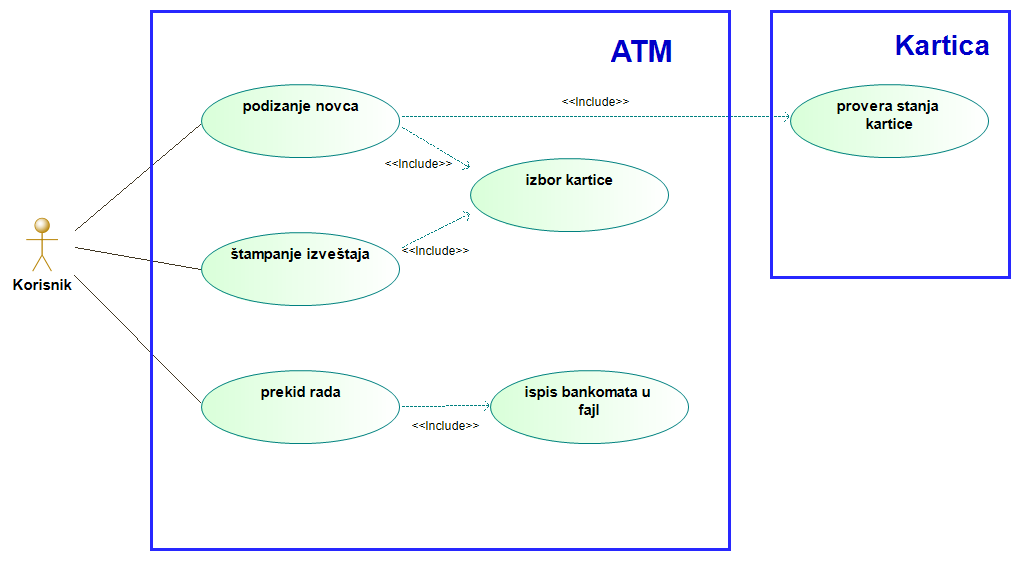 ATM
Kartica
podizanje novca
<<Include>>
provera stanja
kartice
<<Include>>
izbor kartice
štampanje izveštaja
<<Include>>
Korisnik
prekid rada
<<Include>>
ispis bankomata u
fajl